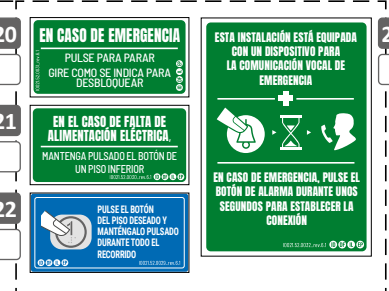 20
EN CASO DE EMERGENCIA
PULSE PARA PARAR
GIRE COMO SE INDICA PARA
DESBLOQUEAR
21
EN EL CASO DE FALTA DE
ALIMENTACIÓN ELÉCTRICA,
MANTENGA PULSADO EL BOTÓN DE
UN PISO INFERIOR
22
PULSE EL BOTÓN
DEL PISO DESEADO Y
MANTÉNGALO PULSADO
DURANTE TODO EL
RECORRIDO
ESTA INSTALACIÓN ESTÁ EQUIPADA
CON UN DISPOSITIVO PARA
LA COMUNICACIÓN VOCAL DE
EMERGENCIA
EN CASO DE EMERGENCIA, PULSE EL
BOTÓN DE ALARMA DURANTE UNOS
SEGUNDOS PARA ESTABLECER LA
CONEXIÓN
2